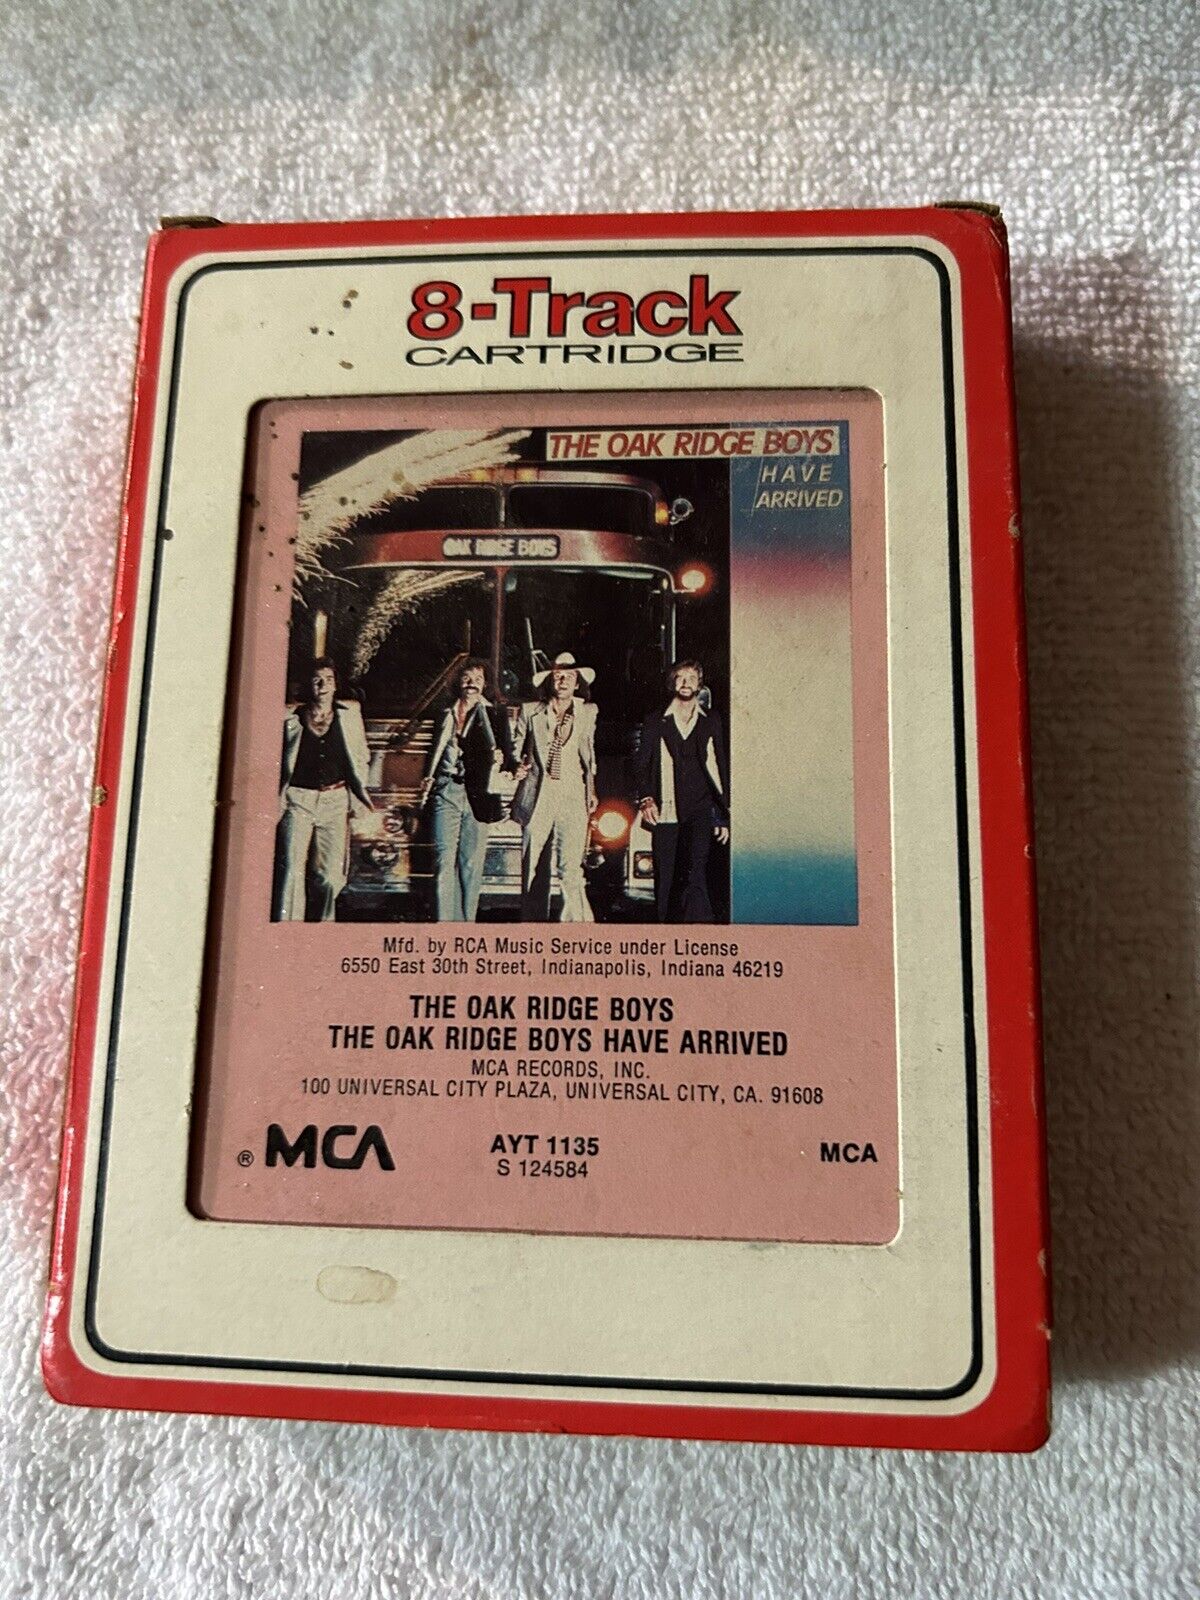 8-Track
CARTRIDGE
THE OAK RIDGE BOYS
HAVE
ARRIVED
OAK RIDGE BOYS
Mfd. by RCA Music Service under License
6550 East 30th Street, Indianapolis, Indiana 46219
THE OAK RIDGE BOYS
THE OAK RIDGE BOYS HAVE ARRIVED
MCA RECORDS, INC.
100 UNIVERSAL CITY PLAZA, UNIVERSAL CITY, CA. 91608
® MCA AYT 1135 MCA
S 124584